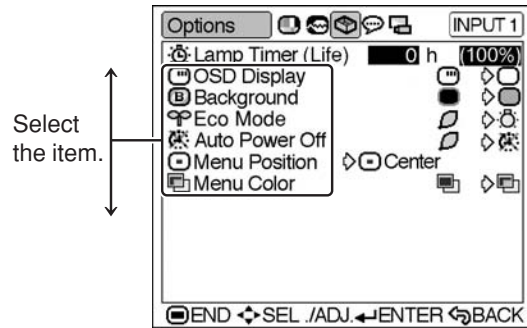 Options INPUT 1
Lamp Timer (Life) 0 h (100%)
OSD Display
B Background
Eco Mode
Auto Power Off
Menu Position Center
Menu Color
Select
the item.
END SEL ./ADJ. ENTER BACK